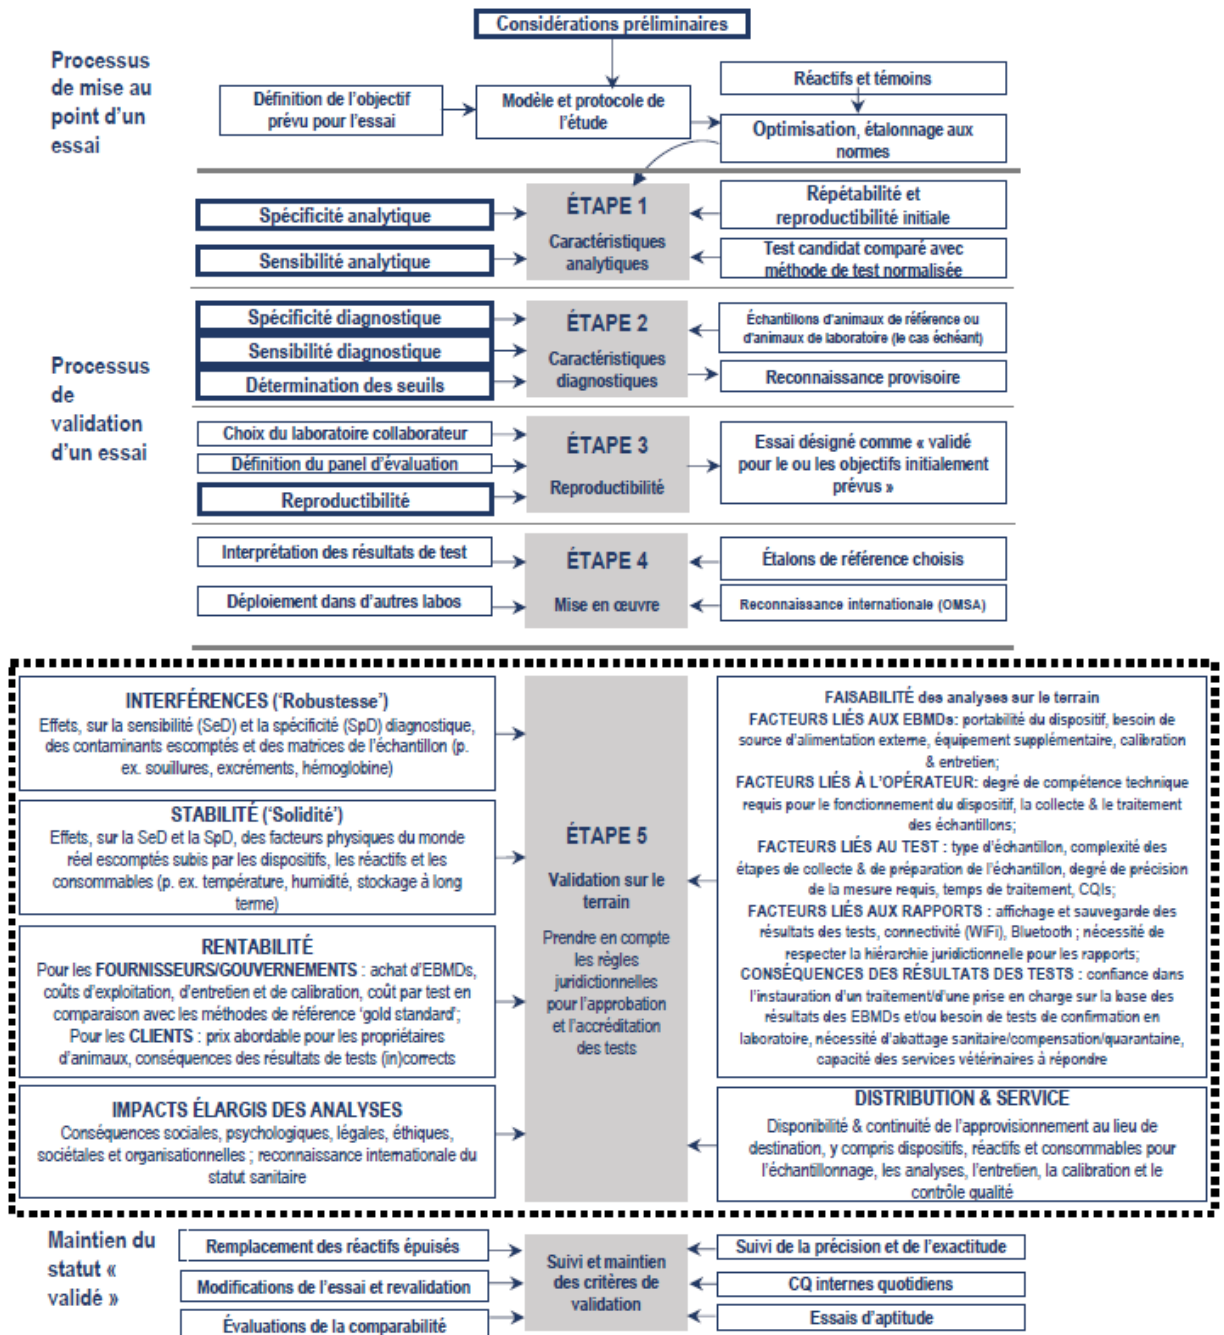 Considérations préliminaires
Processus
de mise au
point d'un
essai
Définition de l'objectif
prévu pour l'essai
Modèle et protocole de
l'étude
Réactifs et témoins
Optimisation, étalonnage aux
normes
Processus
de
validation
d'un essai
Spécificité analytique
Sensibilité analytique
ÉTAPE 1
Caractéristiques
analytiques
Répétabilité et
reproductibilité initiale
Test candidat comparé avec
méthode de test normalisée
Spécificité diagnostique
Sensibilité diagnostique
Détermination des seuils
ÉTAPE 2
Caractéristiques
diagnostiques
Échantillons d'animaux de référence ou
d'animaux de laboratoire (le cas échéant)
Reconnaissance provisoire
Choix du laboratoire collaborateur
Définition du panel d'évaluation
Reproductibilité
ÉTAPE 3
Reproductibilité
Essai désigné comme « validé
pour le ou les objectifs initialement
prévus »
Interprétation des résultats de test
Déploiement dans d'autres labos
ÉTAPE 4
Mise en œuvre
Étalons de référence choisis
Reconnaissance internationale (OMSA)
INTERFÉRENCES ('Robustesse')
Effets, sur la sensibilité (SeD) et la spécificité (SpD) diagnostique,
des contaminants escomptés et des matrices de l'échantillon (p.
ex. souillures, excréments, hémoglobine)
STABILITÉ ('Solidité')
Effets, sur la SeD et la SpD, des facteurs physiques du monde
réel escomptés subis par les dispositifs, les réactifs et les
consommables (p. ex. température, humidité, stockage à long
terme)
RENTABILITÉ
Pour les FOURNISSEURS/GOUVERNEMENTS : achat d'EBMDs,
coûts d'exploitation, d'entretien et de calibration, coût par test en
comparaison avec les méthodes de référence 'gold standard';
Pour les CLIENTS : prix abordable pour les propriétaires
d'animaux, conséquences des résultats de tests (in)corrects
IMPACTS ÉLARGIS DES ANALYSES
Conséquences sociales, psychologiques, légales, éthiques,
sociétales et organisationnelles ; reconnaissance internationale du
statut sanitaire
ÉTAPE 5
Validation sur le
terrain
Prendre en compte
les règles
juridictionnelles
pour l'approbation
et l'accréditation
des tests
FAISABILITÉ des analyses sur le terrain
FACTEURS LIÉS AUX EBMDs: portabilité du dispositif, besoin de
source d'alimentation externe, équipement supplémentaire, calibration
& entretien;
FACTEURS LIÉS À L'OPÉRATEUR: degré de compétence technique
requis pour le fonctionnement du dispositif, la collecte & le traitement
des échantillons;
FACTEURS LIÉS AU TEST : type d'échantillon, complexité des
étapes de collecte & de préparation de l'échantillon, degré de précision
de la mesure requis, temps de traitement, CQIs;
FACTEURS LIÉS AUX RAPPORTS : affichage et sauvegarde des
résultats des tests, connectivité (WiFi), Bluetooth ; nécessité de
respecter la hiérarchie juridictionnelle pour les rapports;
CONSÉQUENCES DES RÉSULTATS DES TESTS : confiance dans
l'instauration d'un traitement/d'une prise en charge sur la base des
résultats des EBMDs et/ou besoin de tests de confirmation en
laboratoire, nécessité d'abattage sanitaire/compensation/quarantaine,
capacité des services vétérinaires à répondre
DISTRIBUTION & SERVICE
Disponibilité & continuité de l'approvisionnement au lieu de
destination, y compris dispositifs, réactifs et consommables pour
l'échantillonnage, les analyses, l'entretien, la calibration et le
contrôle qualité
Maintien du
statut «
validé »
Remplacement des réactifs épuisés
Modifications de l'essai et revalidation
Évaluations de la comparabilité
Suivi et maintien
des critères de
validation
Suivi de la précision et de l'exactitude
CQ internes quotidiens
Essais d'aptitude